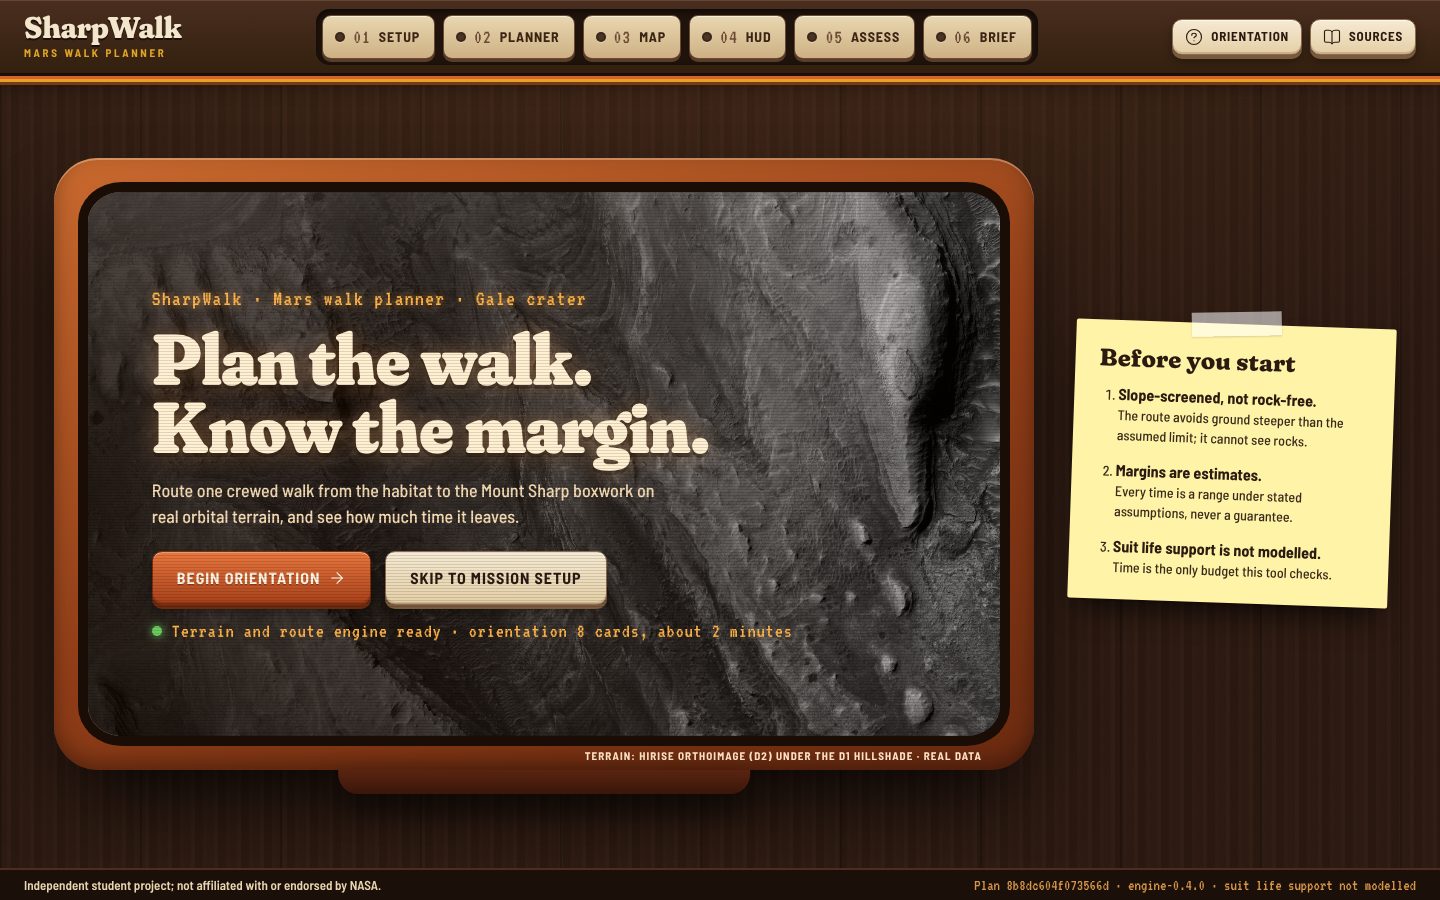 SharpWalk
MARS WALK PLANNER
01 SETUP
02 PLANNER
03 MAP
04 HUD
05 ASSESS
06 BRIEF
ORIENTATION
SOURCES
SharpWalk · Mars walk planner · Gale crater
Plan the walk.
Know the margin.
Route one crewed walk from the habitat to the Mount Sharp boxwork on
real orbital terrain, and see how much time it leaves.
BEGIN ORIENTATION →
SKIP TO MISSION SETUP
Terrain and route engine ready · orientation 8 cards, about 2 minutes
TERRAIN: HIRISE ORTHOIMAGE (D2) UNDER THE D1 HILLSHADE · REAL DATA
Before you start
1. Slope-screened, not rock-free.
The route avoids ground steeper than the
assumed limit; it cannot see rocks.
2. Margins are estimates.
Every time is a range under stated
assumptions, never a guarantee.
3. Suit life support is not modelled.
Time is the only budget this tool checks.
Independent student project; not affiliated with or endorsed by NASA.
Plan 8b8dc604f073566d · engine-0.4.0 · suit life support not modelled